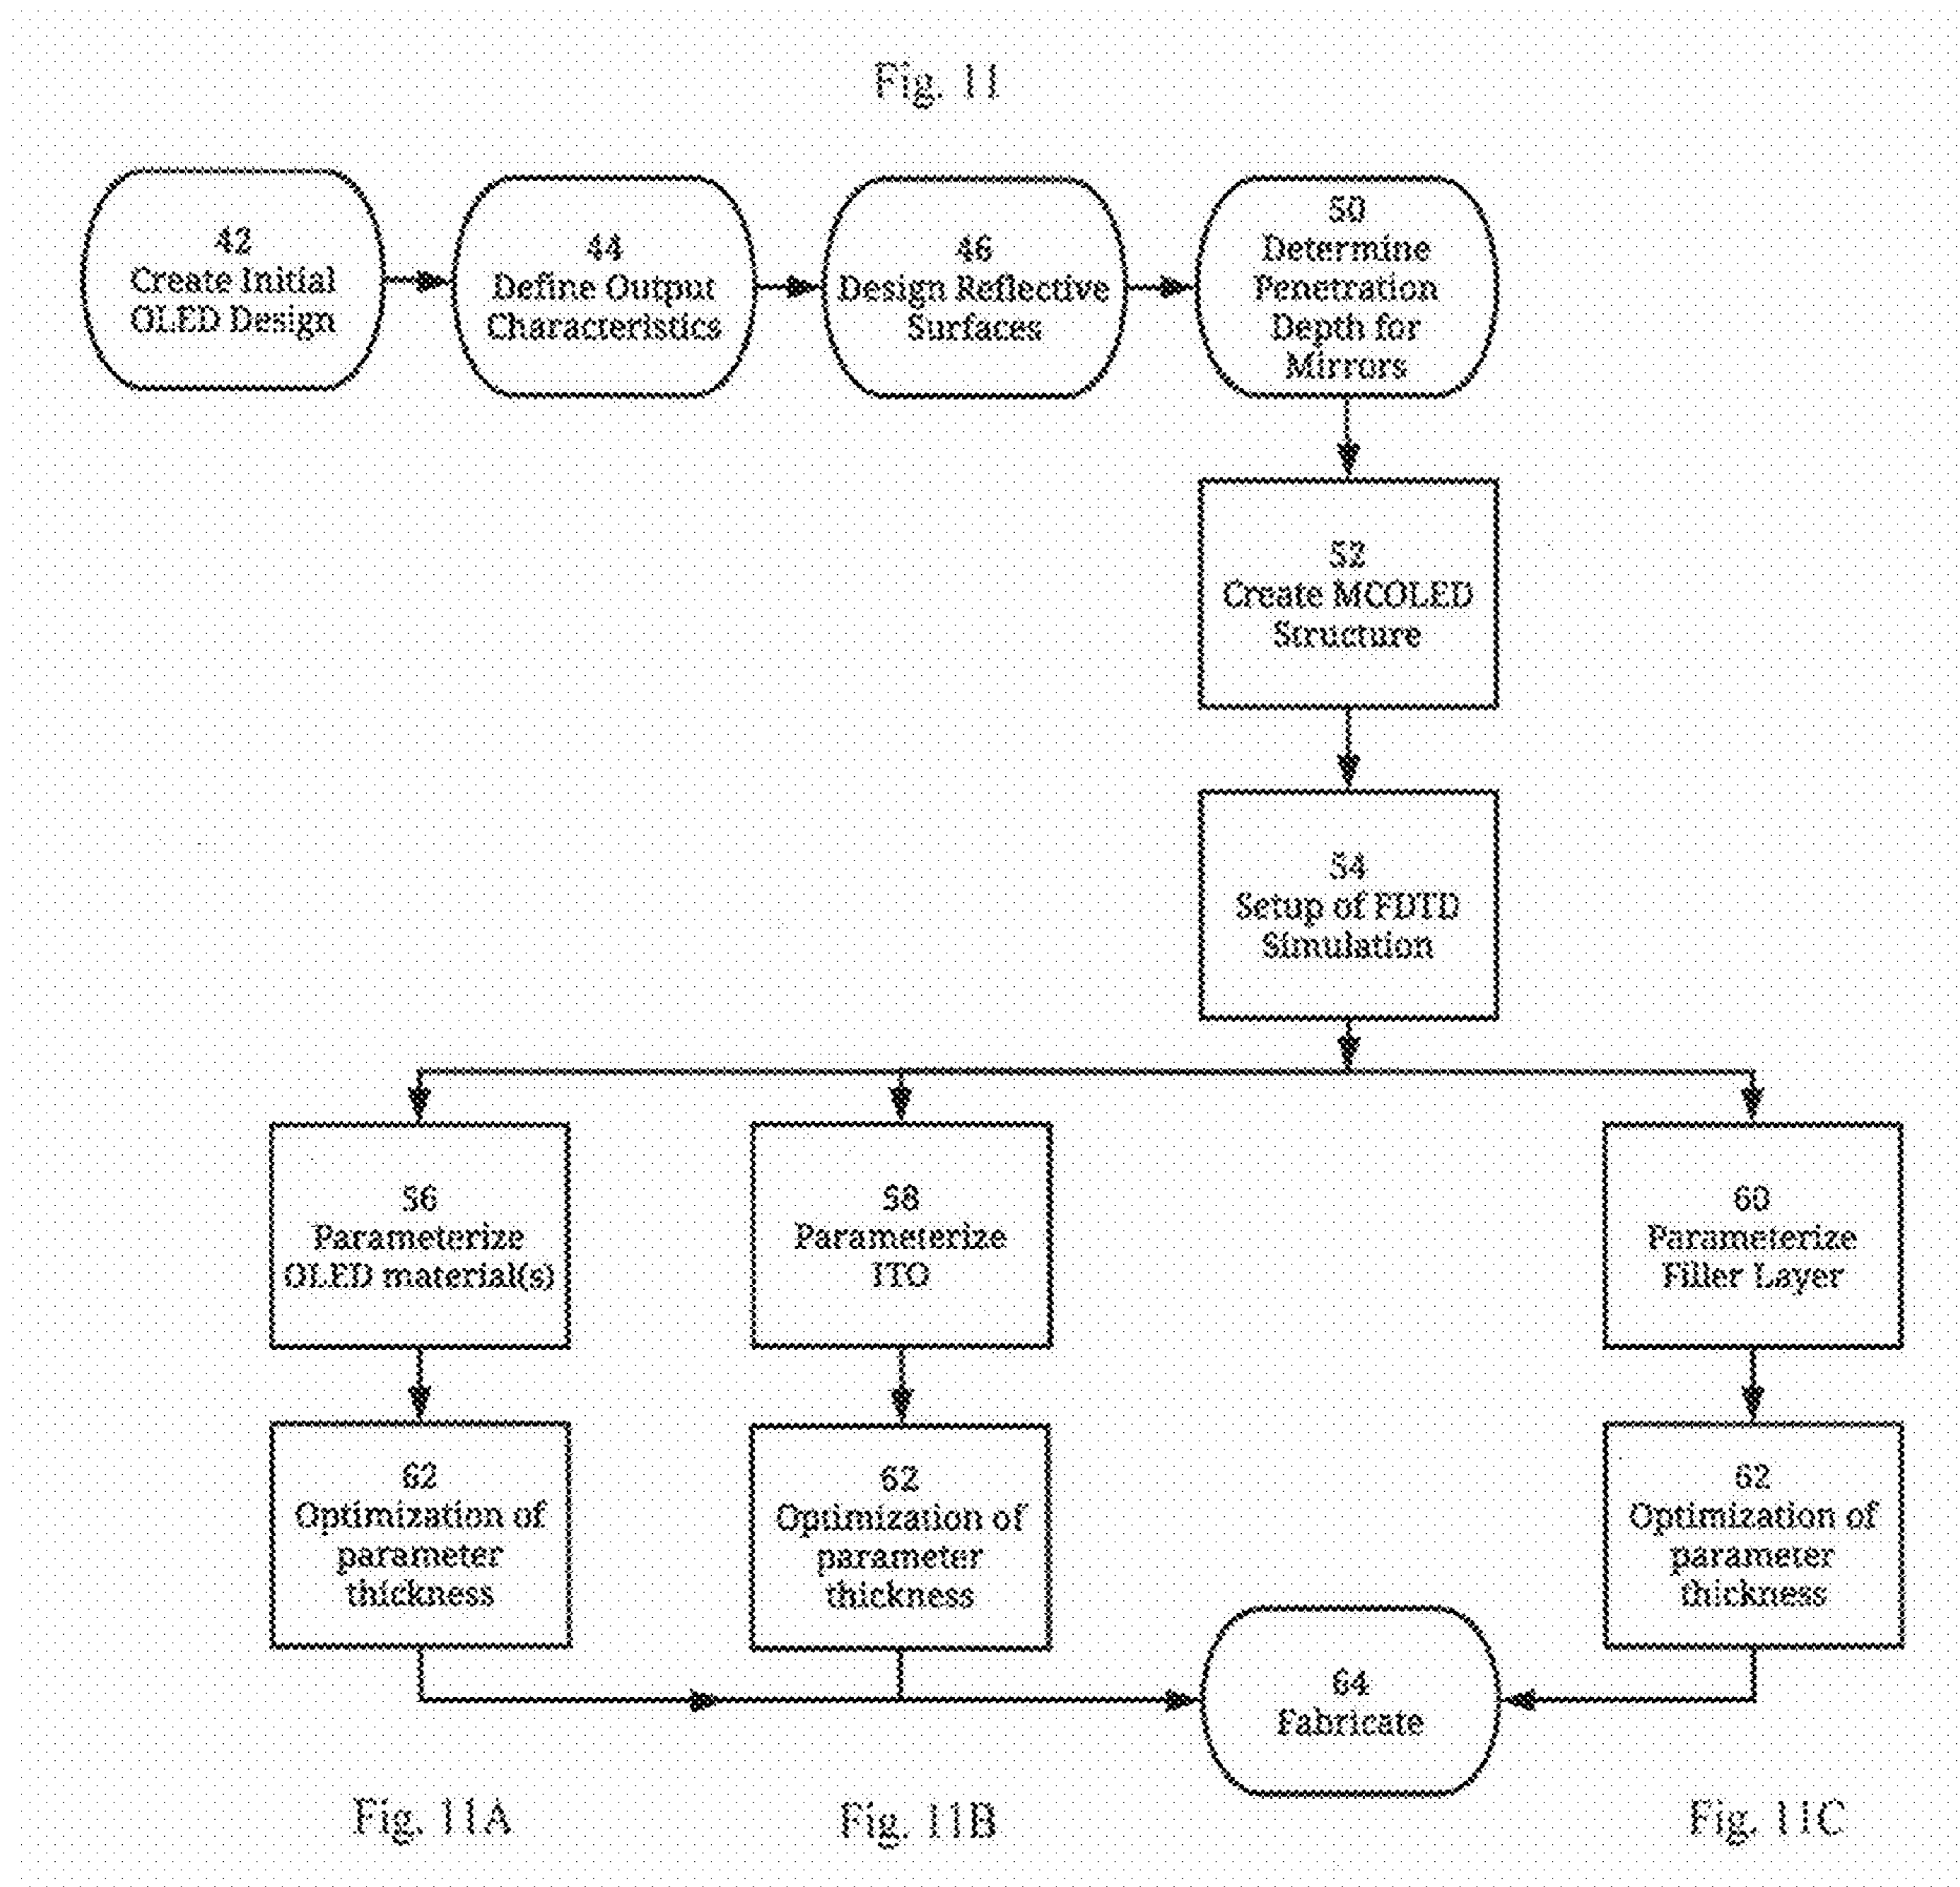 Fig. 11
42
Create Initial
OLED Design
44
Define Output
Characteristics
46
Design Reflective
Surfaces
50
Determine
Penetration
Depth for
Mirrors
52
Create MCOLED
Structure
54
Setup of FDTD
Simulation
56
Parameterize
OLED material(s)
58
Parameterize
ITO
60
Parameterize
Filler Layer
62
Optimization of
parameter
thickness
62
Optimization of
parameter
thickness
62
Optimization of
parameter
thickness
64
Fabricate
Fig. 11A
Fig. 11B
Fig. 11C